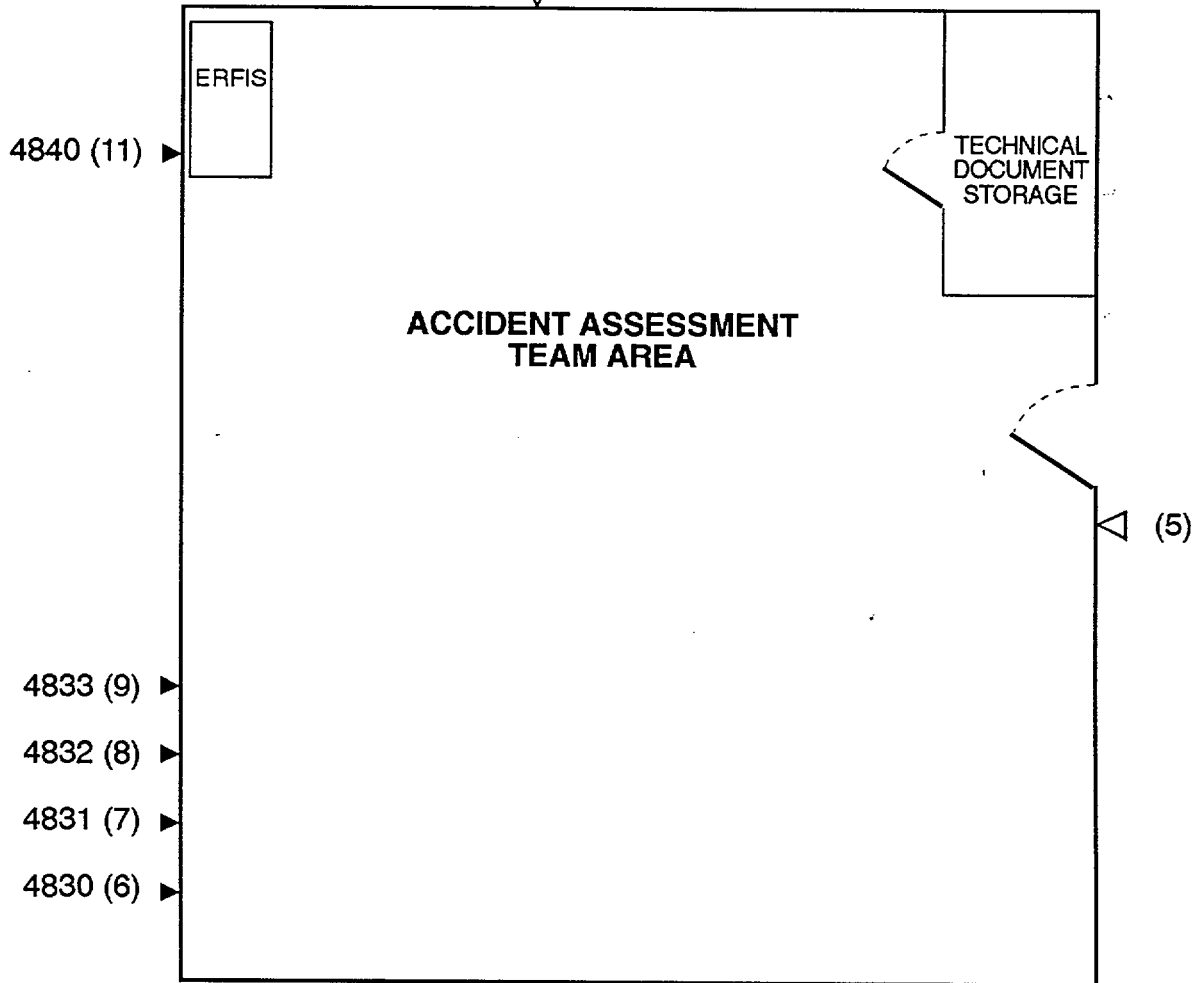 ERFIS
4840 (11)
TECHNICAL
DOCUMENT
STORAGE
ACCIDENT ASSESSMENT
TEAM AREA
(5)
4833 (9)
4832 (8)
4831 (7)
4830 (6)